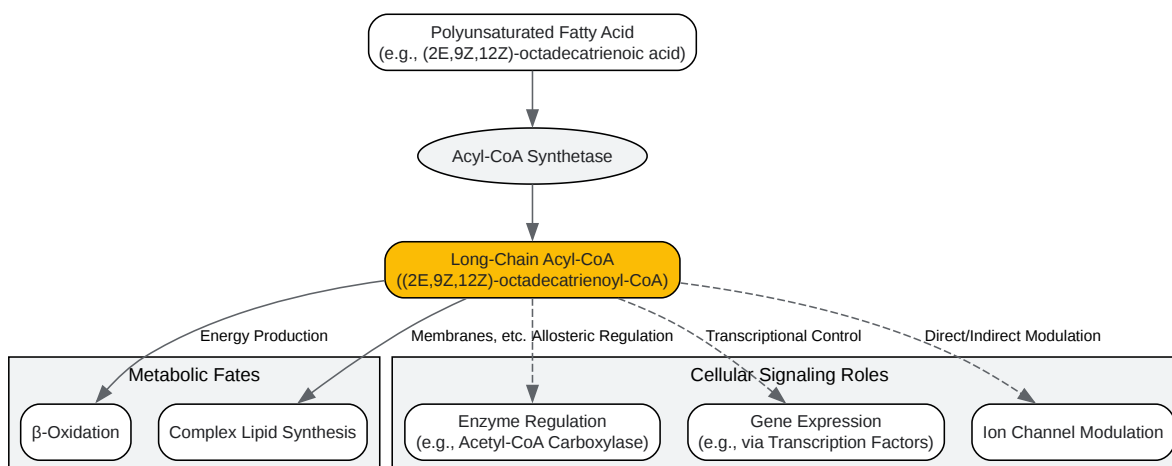 Polyunsaturated Fatty Acid
(e.g., (2E,9Z,12Z)-octadecatrienoic acid)
Acyl-CoA Synthetase
Long-Chain Acyl-CoA
((2E,9Z,12Z)-octadecatrienoyl-CoA)
Energy Production
Membranes, etc.
Allosteric Regulation
Transcriptional Control
Direct/Indirect Modulation
Metabolic Fates
Cellular Signaling Roles
β-Oxidation
Complex Lipid Synthesis
Enzyme Regulation
(e.g., Acetyl-CoA Carboxylase)
Gene Expression
(e.g., via Transcription Factors)
Ion Channel Modulation